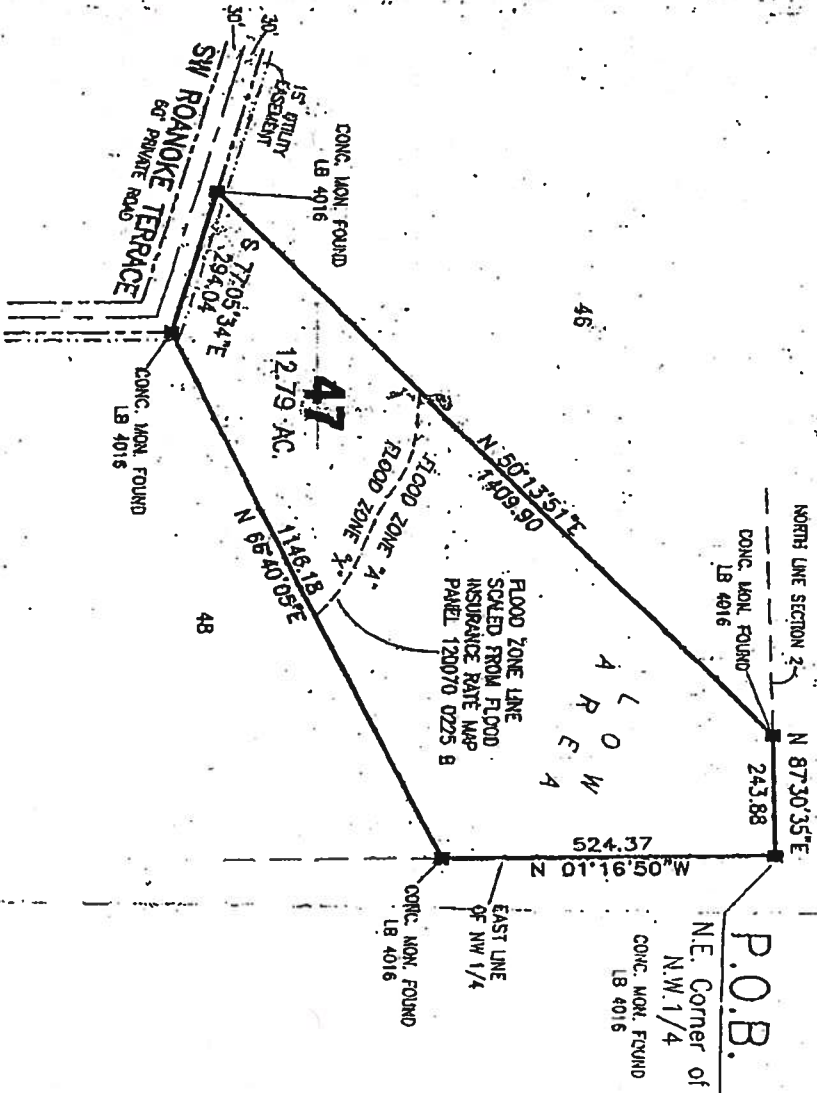 30'
30'
15' UTILITY
EASEMENT
SW ROANOKE TERRACE
60' PRIVATE ROAD
CONC. MON. FOUND
LB 4016
S 77°05'34"E
294.04
CONC. MON. FOUND
LB 4016
47
12.79 AC.
46
N 50°13'51"E
1409.90
FLOOD ZONE "A"
FLOOD ZONE "X"
1146.18
N 66°40'05"E
48
FLOOD ZONE LINE
SCALED FROM FLOOD
INSURANCE RATE MAP
PANEL 120070 0225 B
LOW
AREA
NORTH LINE SECTION 2
CONC. MON. FOUND
LB 4016
N 87°30'35"E
243.88
524.37
N 01°16'50"W
EAST LINE
OF NW 1/4
CONC. MON. FOUND
LB 4016
P.O.B.
N.E. Corner of
N.W.1/4
CONC. MON. FOUND
LB 4016